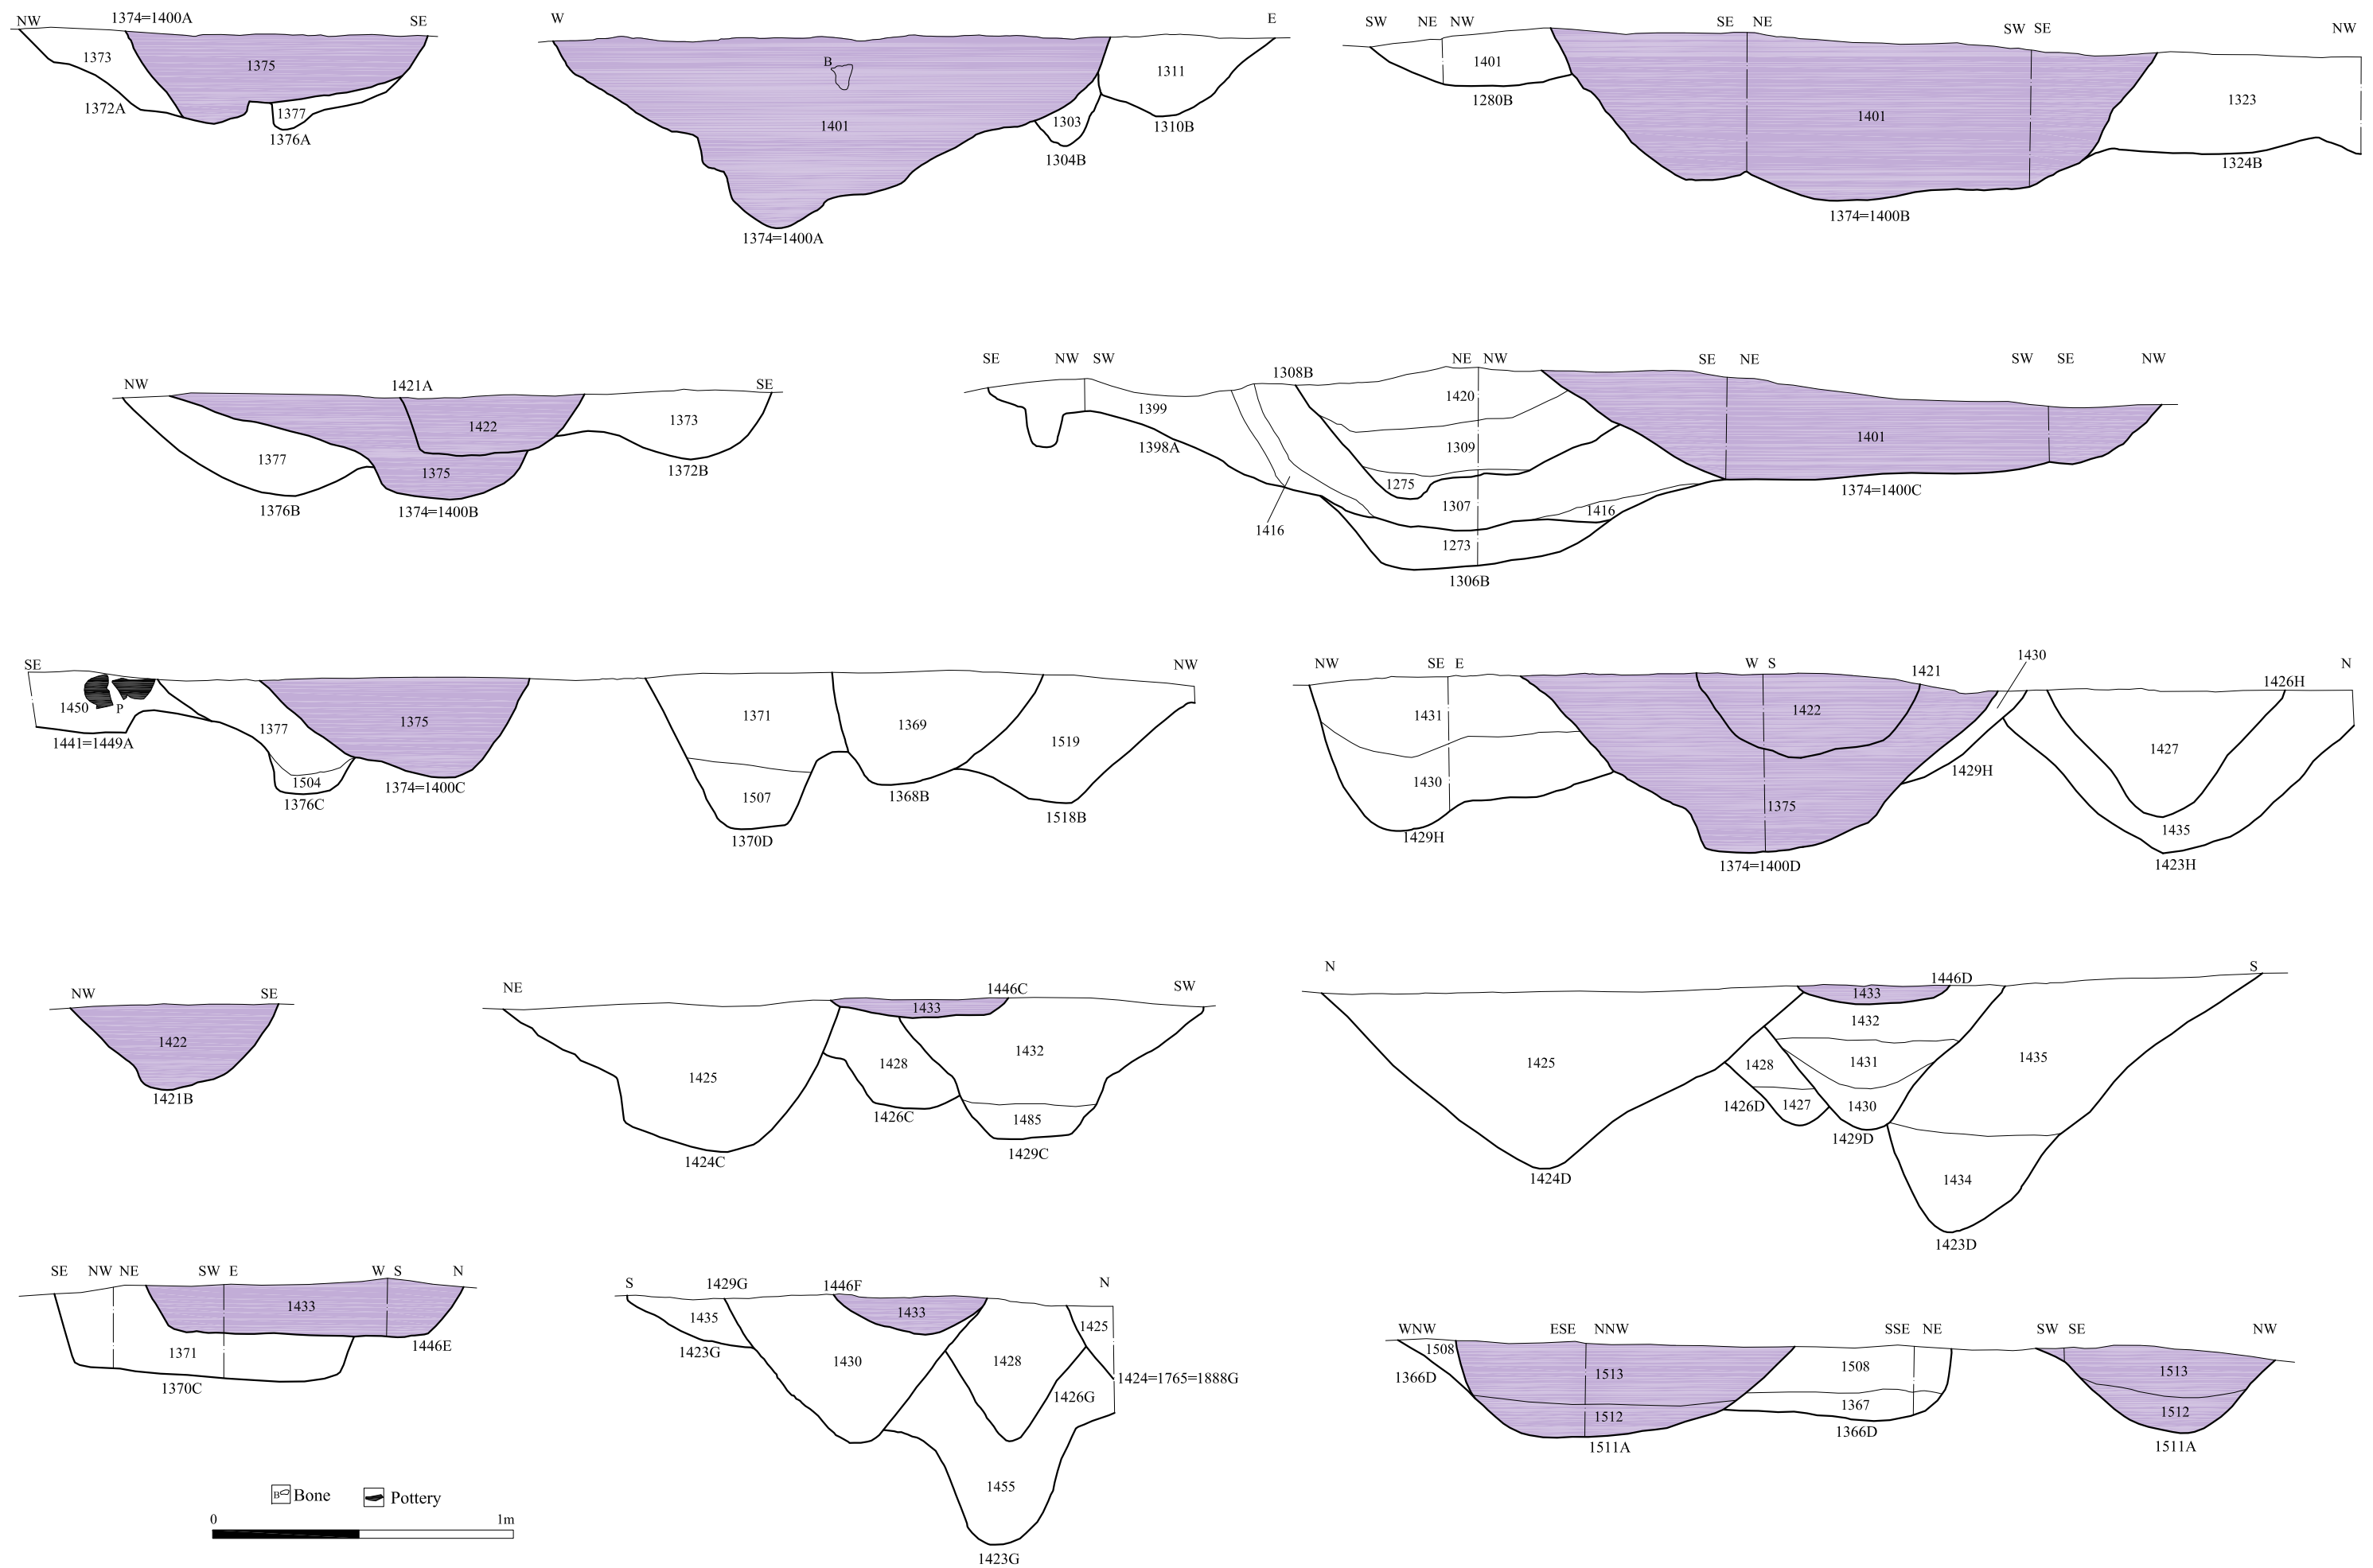 NW 1374=1400A SE
1373 1375
1372A 1377
1376A
W E
B 1311
1401 1303 1310B
1304B
1374=1400A
SW NE NW SE NE SW SE NW
1401 1401 1323
1280B 1324B
1374=1400B
NW 1421A SE
1422 1373
1377 1375 1372B
1376B 1374=1400B
SE NW SW 1308B NE NW SE NE SW SE NW
1399 1420
1398A 1309 1401
1275 1307 1416 1374=1400C
1416 1273
1306B
SE NW
1450 P 1377 1375 1371 1369 1519
1441=1449A
1504 1374=1400C 1507 1368B
1376C 1370D 1518B
NW SE E W S 1421 1430 1426H N
1431 1422 1427
1430 1375 1429H
1429H 1435
1374=1400D 1423H
NW SE
1422
1421B
NE 1446C SW
1433
1425 1428 1432
1426C 1485
1424C 1429C
N 1446D S
1433
1432
1425 1428 1431 1435
1426D 1427 1430
1429D
1424D 1434
1423D
SE NW NE SW E W S N
1433
1371 1446E
1370C
S 1429G 1446F N
1435 1433 1425
1423G 1430 1428
1424=1765=1888G
1426G
1455
1423G
WNW ESE NNW SSE NE SW SE NW
1508 1513 1508 1513
1366D 1512 1367 1512
1366D
1511A 1511A
B Bone Pottery
0 1m